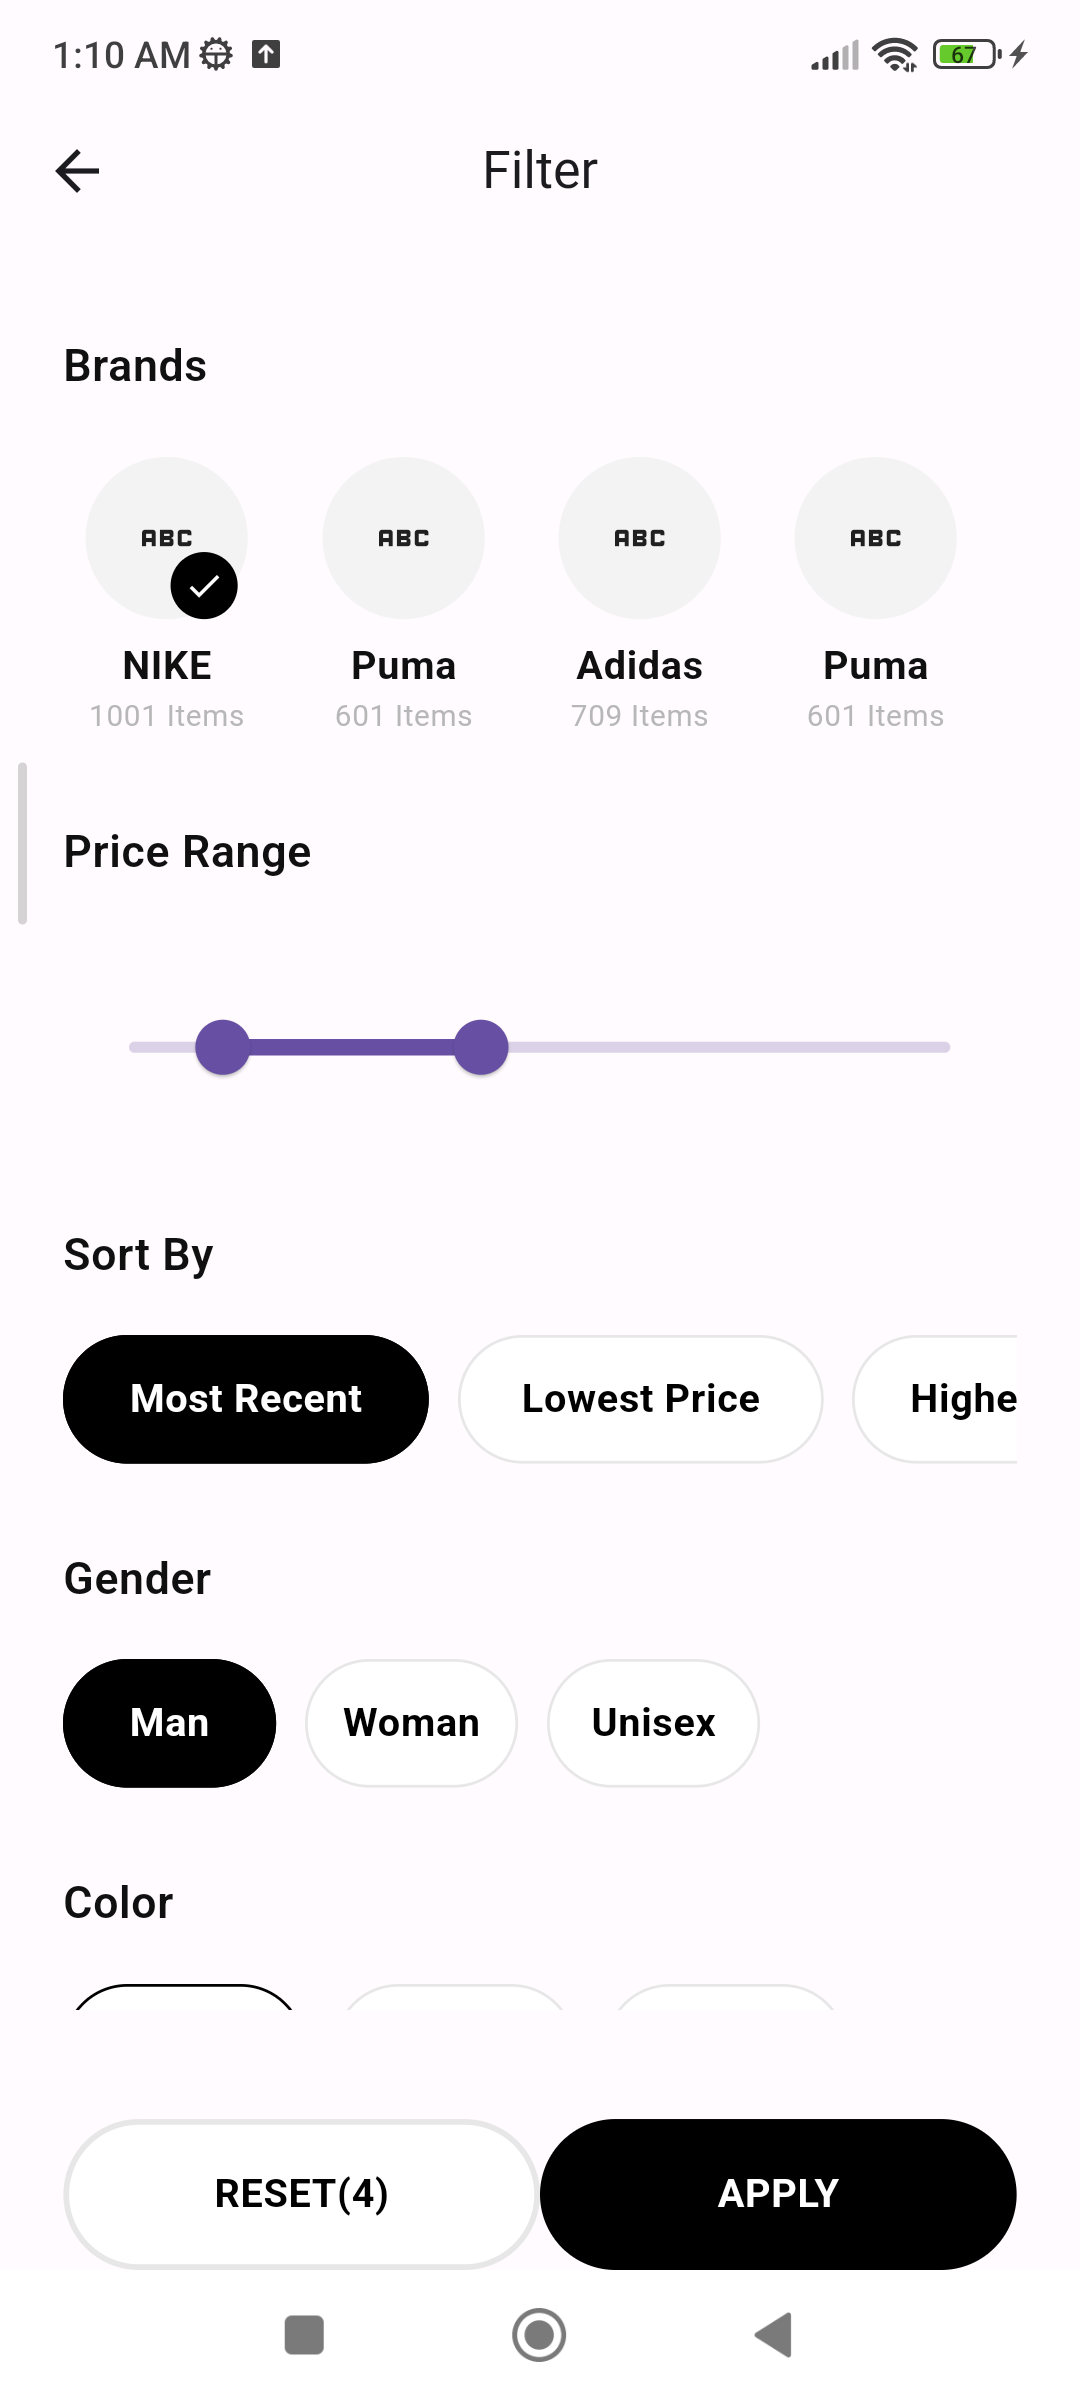 1:10 AM
67
Filter
Brands
ABC ABC ABC ABC
NIKE Puma Adidas Puma
1001 Items 601 Items 709 Items 601 Items
Price Range
Sort By
Most Recent Lowest Price Highe
Gender
Man Woman Unisex
Color
RESET(4) APPLY